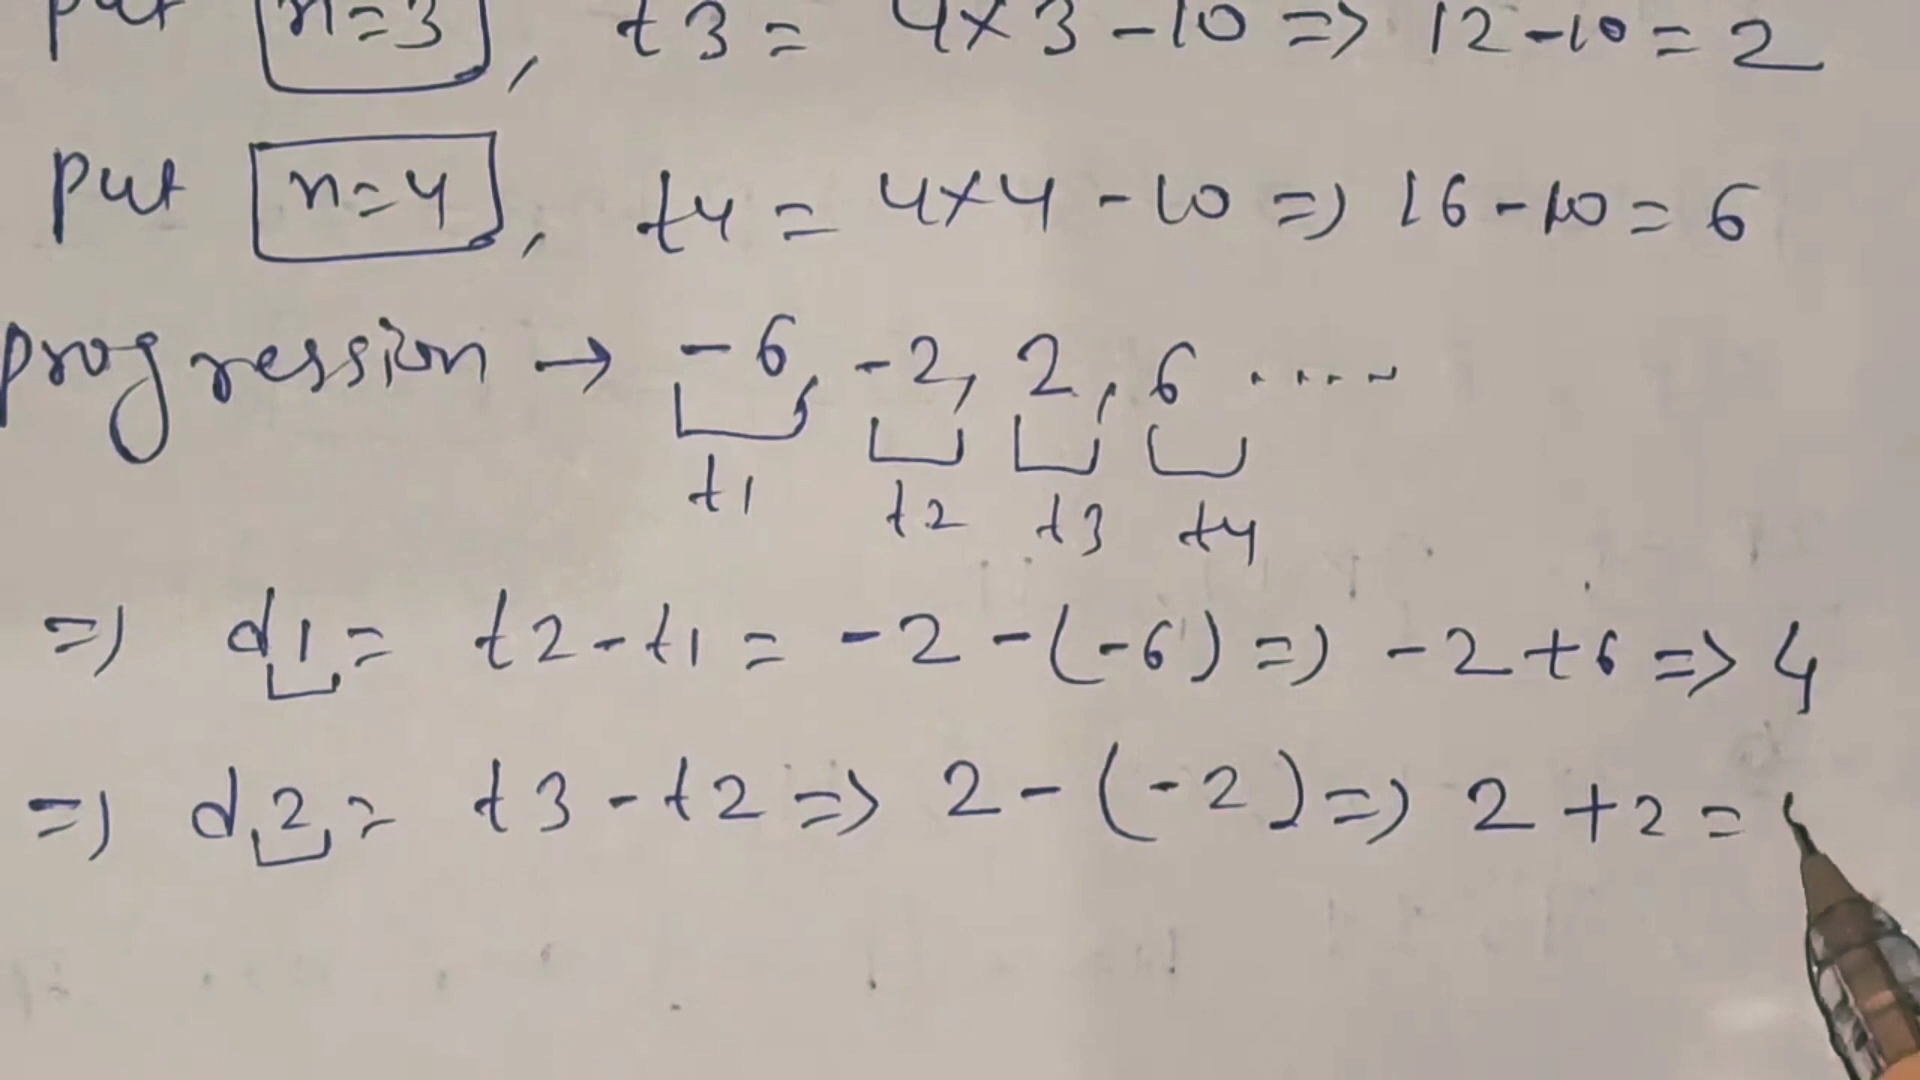 put n=3, t3 = 4×3-10 => 12-10=2
put n=4, t4 = 4×4-10 => 16-10=6
progression → -6, -2, 2, 6 .....
t1 t2 t3 t4
=> d1 = t2-t1 = -2-(-6) => -2+6 => 4
=> d2 = t3-t2 => 2-(-2) => 2+2 =